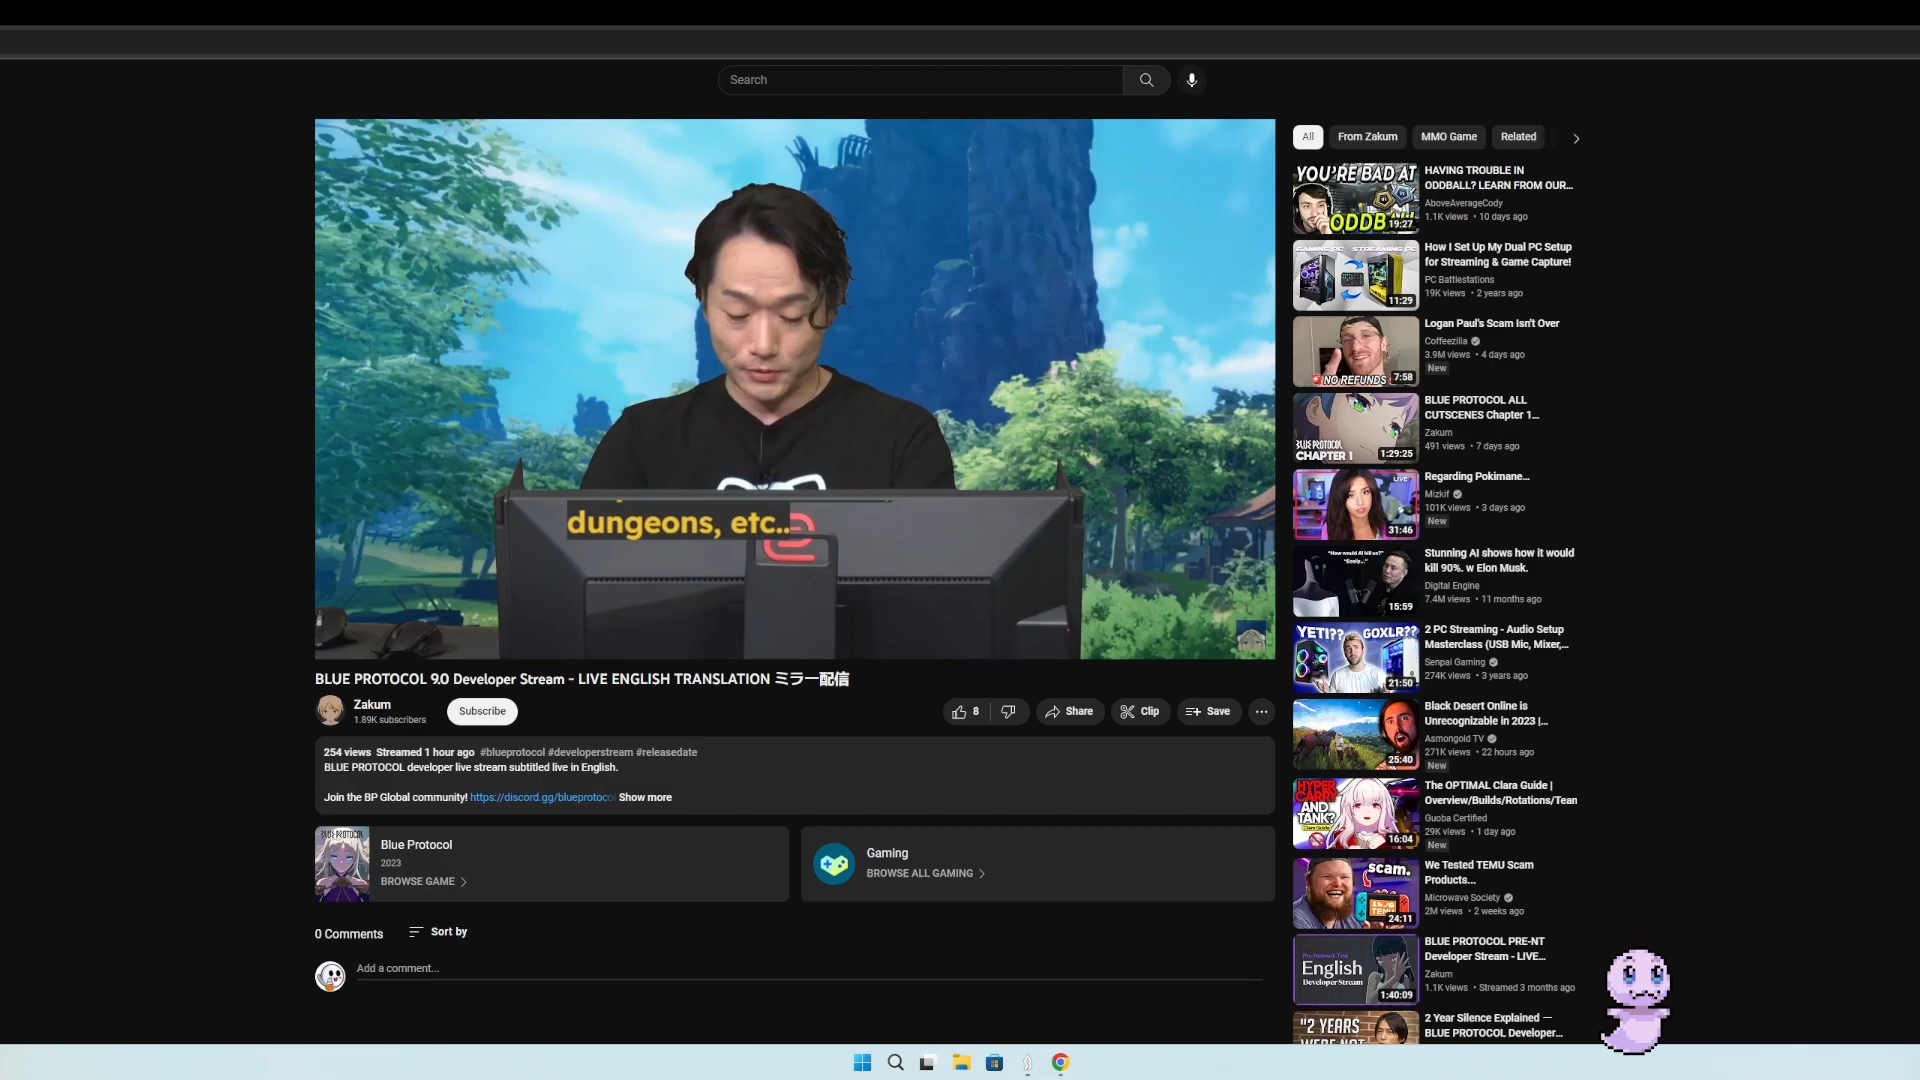 Search
dungeons, etc..
BLUE PROTOCOL 9.0 Developer Stream - LIVE ENGLISH TRANSLATION ミラー配信
Zakum
1.89K subscribers
Subscribe
8
Share
Clip
Save
254 views Streamed 1 hour ago #blueprotocol #developerstream #releasedate
BLUE PROTOCOL developer live stream subtitled live in English.
Join the BP Global community! https://discord.gg/blueprotocol Show more
BLUE PROTOCOL
Blue Protocol
2023
BROWSE GAME
Gaming
BROWSE ALL GAMING
0 Comments
Sort by
Add a comment...
All
From Zakum
MMO Game
Related
YOU'RE BAD AT
19:27
HAVING TROUBLE IN
ODDBALL? LEARN FROM OUR...
AboveAverageCody
1.1K views • 10 days ago
GAMING PC STREAMING PC
11:29
How I Set Up My Dual PC Setup
for Streaming & Game Capture!
PC Battlestations
19K views • 2 years ago
NO REFUNDS
7:58
Logan Paul's Scam Isn't Over
Coffeezilla
3.9M views • 4 days ago
New
BLUE PROTOCOL
CHAPTER 1
1:29:25
BLUE PROTOCOL ALL
CUTSCENES Chapter 1...
Zakum
491 views • 7 days ago
LIVE
31:46
Regarding Pokimane...
Mizkif
101K views • 3 days ago
New
"How would AI kill us?"
"Easily..."
15:59
Stunning AI shows how it would
kill 90%. w Elon Musk.
Digital Engine
7.4M views • 11 months ago
YETI?? GOXLR??
21:50
2 PC Streaming - Audio Setup
Masterclass (USB Mic, Mixer,...
Senpai Gaming
274K views • 3 years ago
25:40
Black Desert Online is
Unrecognizable in 2023 |...
Asmongold TV
271K views • 22 hours ago
New
HYPER
CARRY
AND
TANK?
Clara Guide
16:04
The OPTIMAL Clara Guide |
Overview/Builds/Rotations/Team
Guoba Certified
29K views • 1 day ago
New
scam.
TEMU
24:11
We Tested TEMU Scam
Products...
Microwave Society
2M views • 2 weeks ago
Pre-Network Test
English
Developer Stream
1:40:09
BLUE PROTOCOL PRE-NT
Developer Stream - LIVE...
Zakum
1.1K views • Streamed 3 months ago
"2 YEARS
2 Year Silence Explained —
BLUE PROTOCOL Developer...